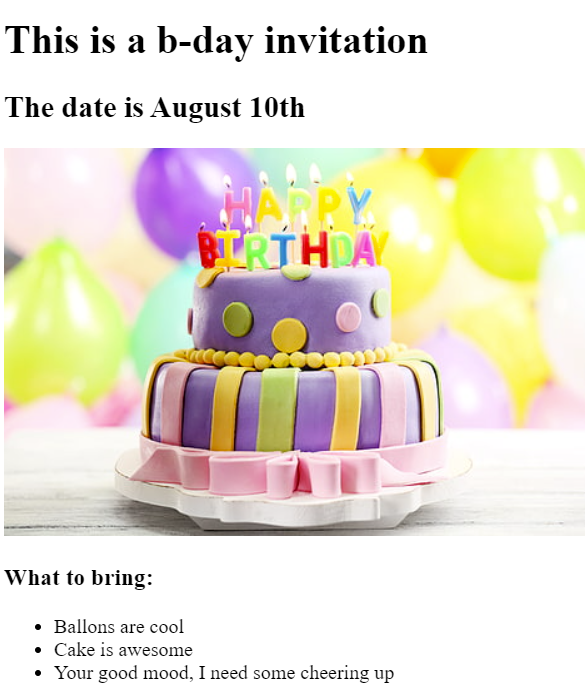 This is a b-day invitation
The date is August 10th
HAPPY
BIRTHDAY
What to bring:
Ballons are cool
Cake is awesome
Your good mood, I need some cheering up